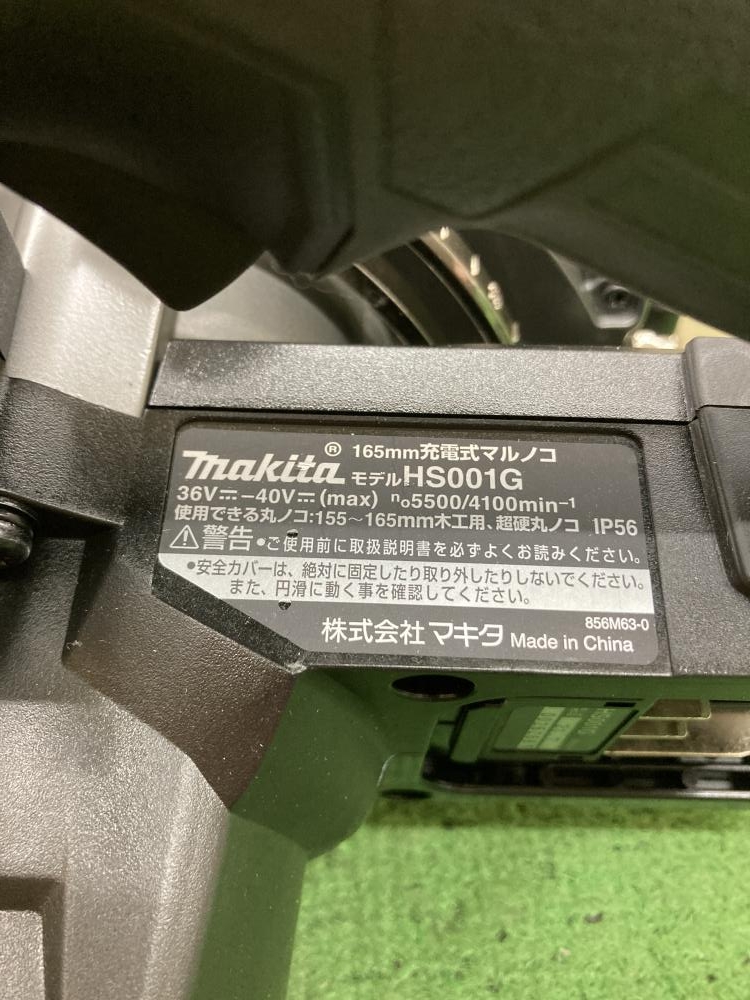 ® 165mm充電式マルノコ
makita モデルHS001G
36V⎓–40V⎓(max) n₀5500/4100min⁻¹
使用できる丸ノコ:155～165mm木工用、超硬丸ノコ IP56
⚠警告 •ご使用前に取扱説明書を必ずよくお読みください。
•安全カバーは、絶対に固定したり取り外したりしないでください。
また、円滑に動く事を確認してください。
856M63-0
株式会社マキタ Made in China